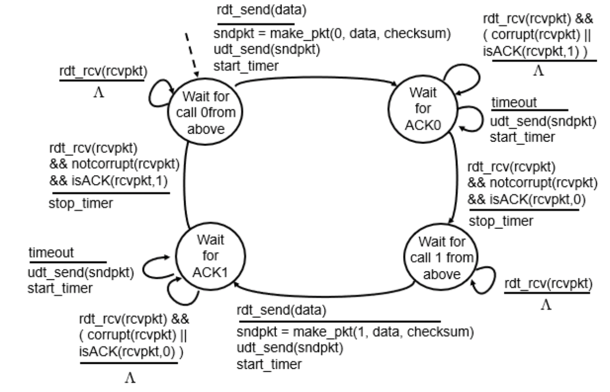 rdt_send(data)
sndpkt = make_pkt(0, data, checksum)
udt_send(sndpkt)
start_timer
rdt_rcv(rcvpkt) &&
( corrupt(rcvpkt) ||
isACK(rcvpkt,1) )
Λ
rdt_rcv(rcvpkt)
Λ
Wait for
call 0from
above
Wait
for
ACK0
timeout
udt_send(sndpkt)
start_timer
rdt_rcv(rcvpkt)
&& notcorrupt(rcvpkt)
&& isACK(rcvpkt,1)
stop_timer
rdt_rcv(rcvpkt)
&& notcorrupt(rcvpkt)
&& isACK(rcvpkt,0)
stop_timer
timeout
udt_send(sndpkt)
start_timer
Wait
for
ACK1
Wait for
call 1 from
above
rdt_rcv(rcvpkt)
Λ
rdt_rcv(rcvpkt) &&
( corrupt(rcvpkt) ||
isACK(rcvpkt,0) )
Λ
rdt_send(data)
sndpkt = make_pkt(1, data, checksum)
udt_send(sndpkt)
start_timer